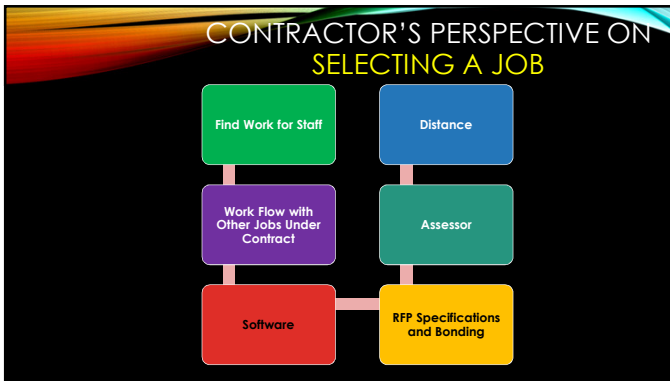 CONTRACTOR'S PERSPECTIVE ON
SELECTING A JOB
Find Work for Staff
Work Flow with
Other Jobs Under
Contract
Software
RFP Specifications
and Bonding
Assessor
Distance